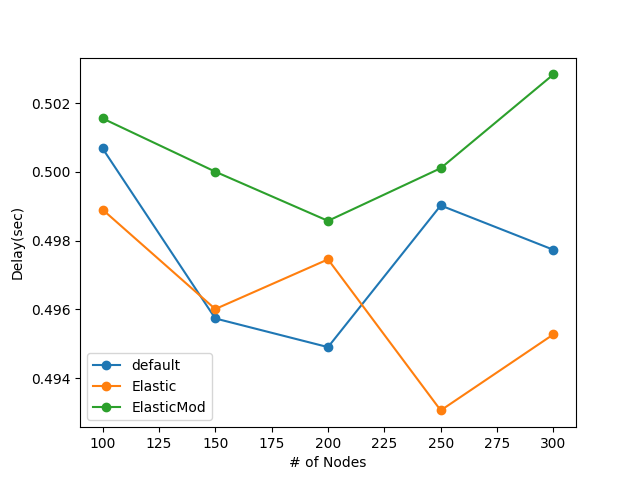 0.502
0.500
0.498
0.496
0.494
Delay(sec)
default
Elastic
ElasticMod
100 125 150 175 200 225 250 275 300
# of Nodes